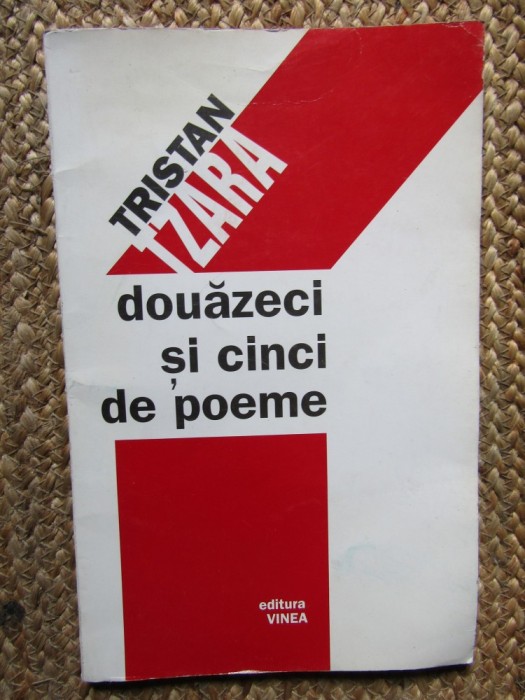 TRISTAN
TZARA
douăzeci
și cinci
de poeme
editura
VINEA